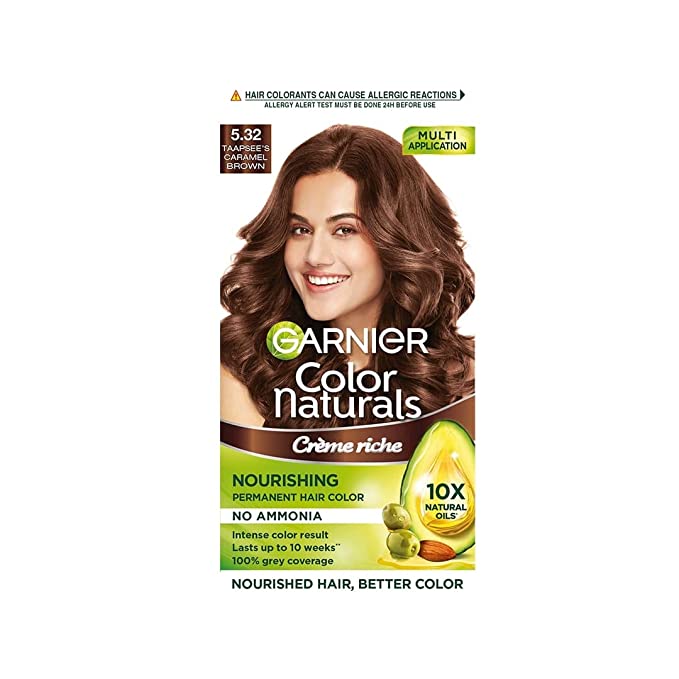 HAIR COLORANTS CAN CAUSE ALLERGIC REACTIONS
ALLERGY ALERT TEST MUST BE DONE 24H BEFORE USE
5.32
TAAPSEE'S
CARAMEL
BROWN
MULTI
APPLICATION
GARNIER
Color
Naturals
Crème riche
NOURISHING
PERMANENT HAIR COLOR
NO AMMONIA
Intense color result
Lasts up to 10 weeks**
100% grey coverage
10X
NATURAL
OILS*
NOURISHED HAIR, BETTER COLOR